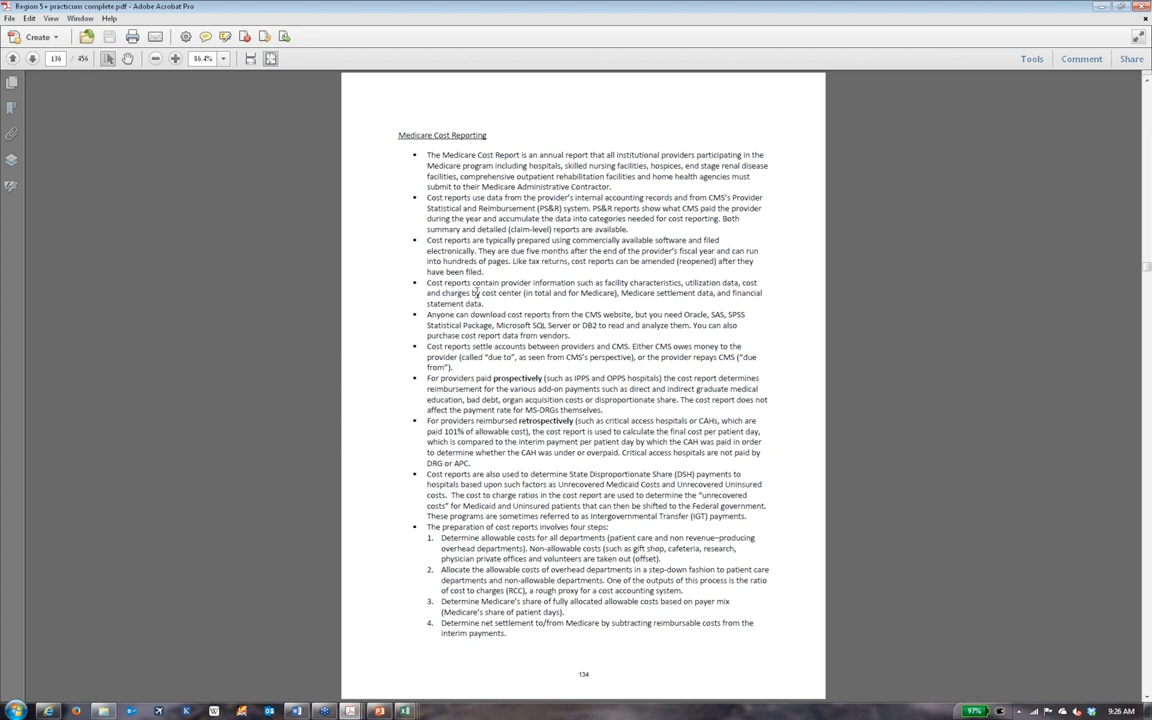 Region 5+ practicum complete.pdf - Adobe Acrobat Pro
File Edit View Window Help
Create
136 / 456 86.4% Tools Comment Share
Medicare Cost Reporting
▪ The Medicare Cost Report is an annual report that all institutional providers participating in the
Medicare program including hospitals, skilled nursing facilities, hospices, end stage renal disease
facilities, comprehensive outpatient rehabilitation facilities and home health agencies must
submit to their Medicare Administrative Contractor.
▪ Cost reports use data from the provider's internal accounting records and from CMS's Provider
Statistical and Reimbursement (PS&R) system. PS&R reports show what CMS paid the provider
during the year and accumulate the data into categories needed for cost reporting. Both
summary and detailed (claim-level) reports are available.
▪ Cost reports are typically prepared using commercially available software and filed
electronically. They are due five months after the end of the provider's fiscal year and can run
into hundreds of pages. Like tax returns, cost reports can be amended (reopened) after they
have been filed.
▪ Cost reports contain provider information such as facility characteristics, utilization data, cost
and charges by cost center (in total and for Medicare), Medicare settlement data, and financial
statement data.
▪ Anyone can download cost reports from the CMS website, but you need Oracle, SAS, SPSS
Statistical Package, Microsoft SQL Server or DB2 to read and analyze them. You can also
purchase cost report data from vendors.
▪ Cost reports settle accounts between providers and CMS. Either CMS owes money to the
provider (called "due to", as seen from CMS's perspective), or the provider repays CMS ("due
from").
▪ For providers paid prospectively (such as IPPS and OPPS hospitals) the cost report determines
reimbursement for the various add-on payments such as direct and indirect graduate medical
education, bad debt, organ acquisition costs or disproportionate share. The cost report does not
affect the payment rate for MS-DRGs themselves.
▪ For providers reimbursed retrospectively (such as critical access hospitals or CAHs, which are
paid 101% of allowable cost), the cost report is used to calculate the final cost per patient day,
which is compared to the interim payment per patient day by which the CAH was paid in order
to determine whether the CAH was under or overpaid. Critical access hospitals are not paid by
DRG or APC.
▪ Cost reports are also used to determine State Disproportionate Share (DSH) payments to
hospitals based upon such factors as Unrecovered Medicaid Costs and Unrecovered Uninsured
costs. The cost to charge ratios in the cost report are used to determine the "unrecovered
costs" for Medicaid and Uninsured patients that can then be shifted to the Federal government.
These programs are sometimes referred to as Intergovernmental Transfer (IGT) payments.
▪ The preparation of cost reports involves four steps:
1. Determine allowable costs for all departments (patient care and non revenue–producing
overhead departments). Non-allowable costs (such as gift shop, cafeteria, research,
physician private offices and volunteers are taken out (offset).
2. Allocate the allowable costs of overhead departments in a step-down fashion to patient care
departments and non-allowable departments. One of the outputs of this process is the ratio
of cost to charges (RCC), a rough proxy for a cost accounting system.
3. Determine Medicare's share of fully allocated allowable costs based on payer mix
(Medicare's share of patient days).
4. Determine net settlement to/from Medicare by subtracting reimbursable costs from the
interim payments.
134
97% 9:26 AM